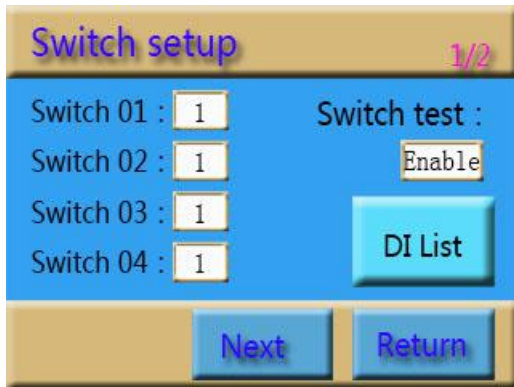 Switch setup
1/2
Switch 01 : 1
Switch test :
Switch 02 : 1
Enable
Switch 03 : 1
DI List
Switch 04 : 1
Next
Return